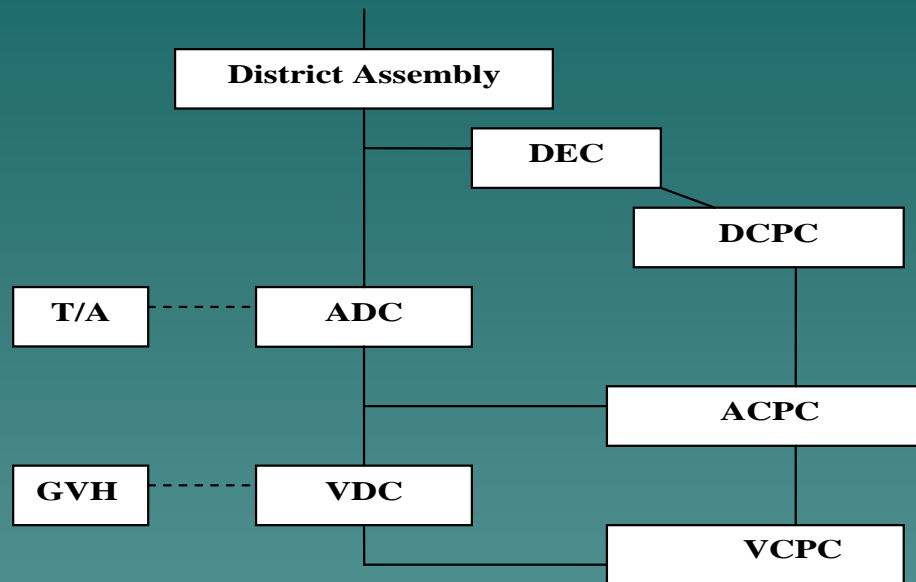 District Assembly
DEC
DCPC
T/A
ADC
ACPC
GVH
VDC
VCPC